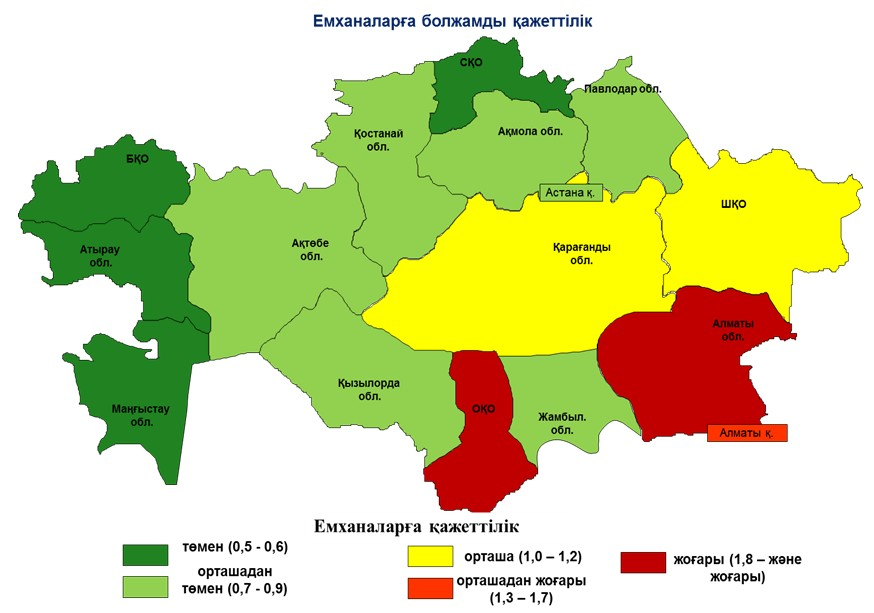 Емханаларға болжамды қажеттілік
СҚО
Павлодар обл.
Қостанай
обл.
Ақмола обл.
БҚО
Астана қ.
ШҚО
Атырау
обл.
Ақтөбе
обл.
Қарағанды
обл.
Алматы
обл.
Қызылорда
обл.
Маңғыстау
обл.
ОҚО
Жамбыл.
обл.
Алматы қ.
Емханаларға қажеттілік
төмен (0,5 - 0,6)
орташадан
төмен (0,7 - 0,9)
орташа (1,0 – 1,2)
орташадан жоғары
(1,3 – 1,7)
жоғары (1,8 – және
жоғары)